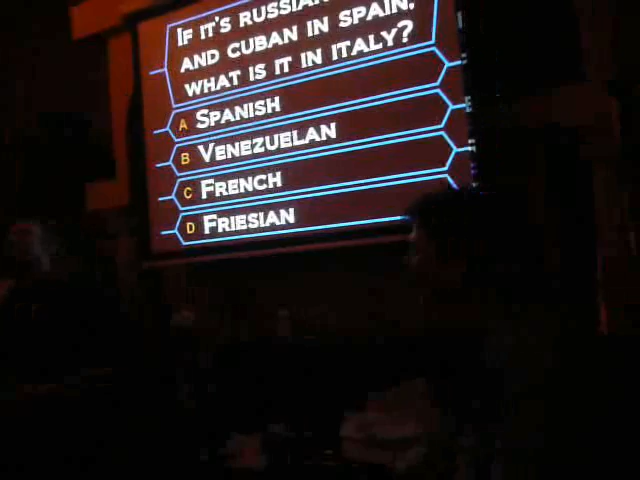 If it's Russian
and Cuban in Spain,
what is it in Italy?
A Spanish
B Venezuelan
C French
D Friesian